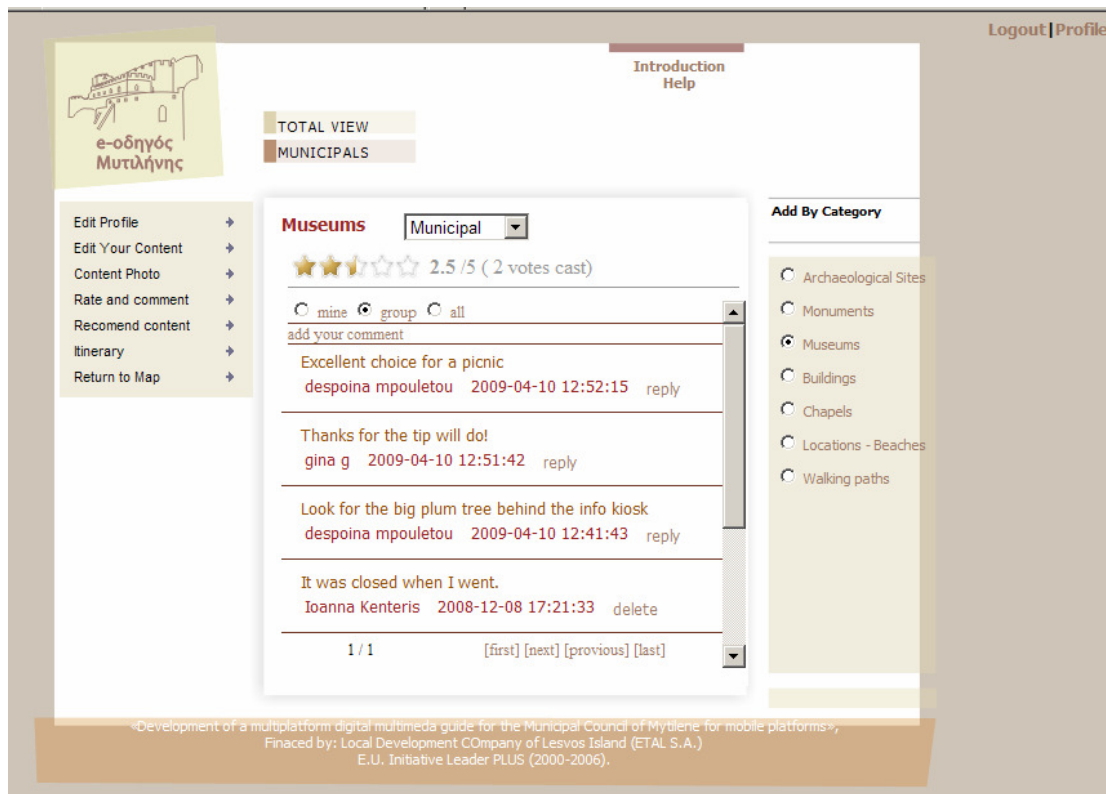 Logout|Profile
Introduction
Help
e-οδηγός
Μυτιλήνης
TOTAL VIEW
MUNICIPALS
Edit Profile
Edit Your Content
Content Photo
Rate and comment
Recomend content
Itinerary
Return to Map
Museums Municipal
2.5 /5 ( 2 votes cast)
mine group all
add your comment
Excellent choice for a picnic
despoina mpouletou 2009-04-10 12:52:15 reply
Thanks for the tip will do!
gina g 2009-04-10 12:51:42 reply
Look for the big plum tree behind the info kiosk
despoina mpouletou 2009-04-10 12:41:43 reply
It was closed when I went.
Ioanna Kenteris 2008-12-08 17:21:33 delete
1 / 1 [first] [next] [provious] [last]
Add By Category
Archaeological Sites
Monuments
Museums
Buildings
Chapels
Locations - Beaches
Walking paths
«Development of a multiplatform digital multimeda guide for the Municipal Council of Mytilene for mobile platforms»,
Finaced by: Local Development COmpany of Lesvos Island (ETAL S.A.)
E.U. Initiative Leader PLUS (2000-2006).